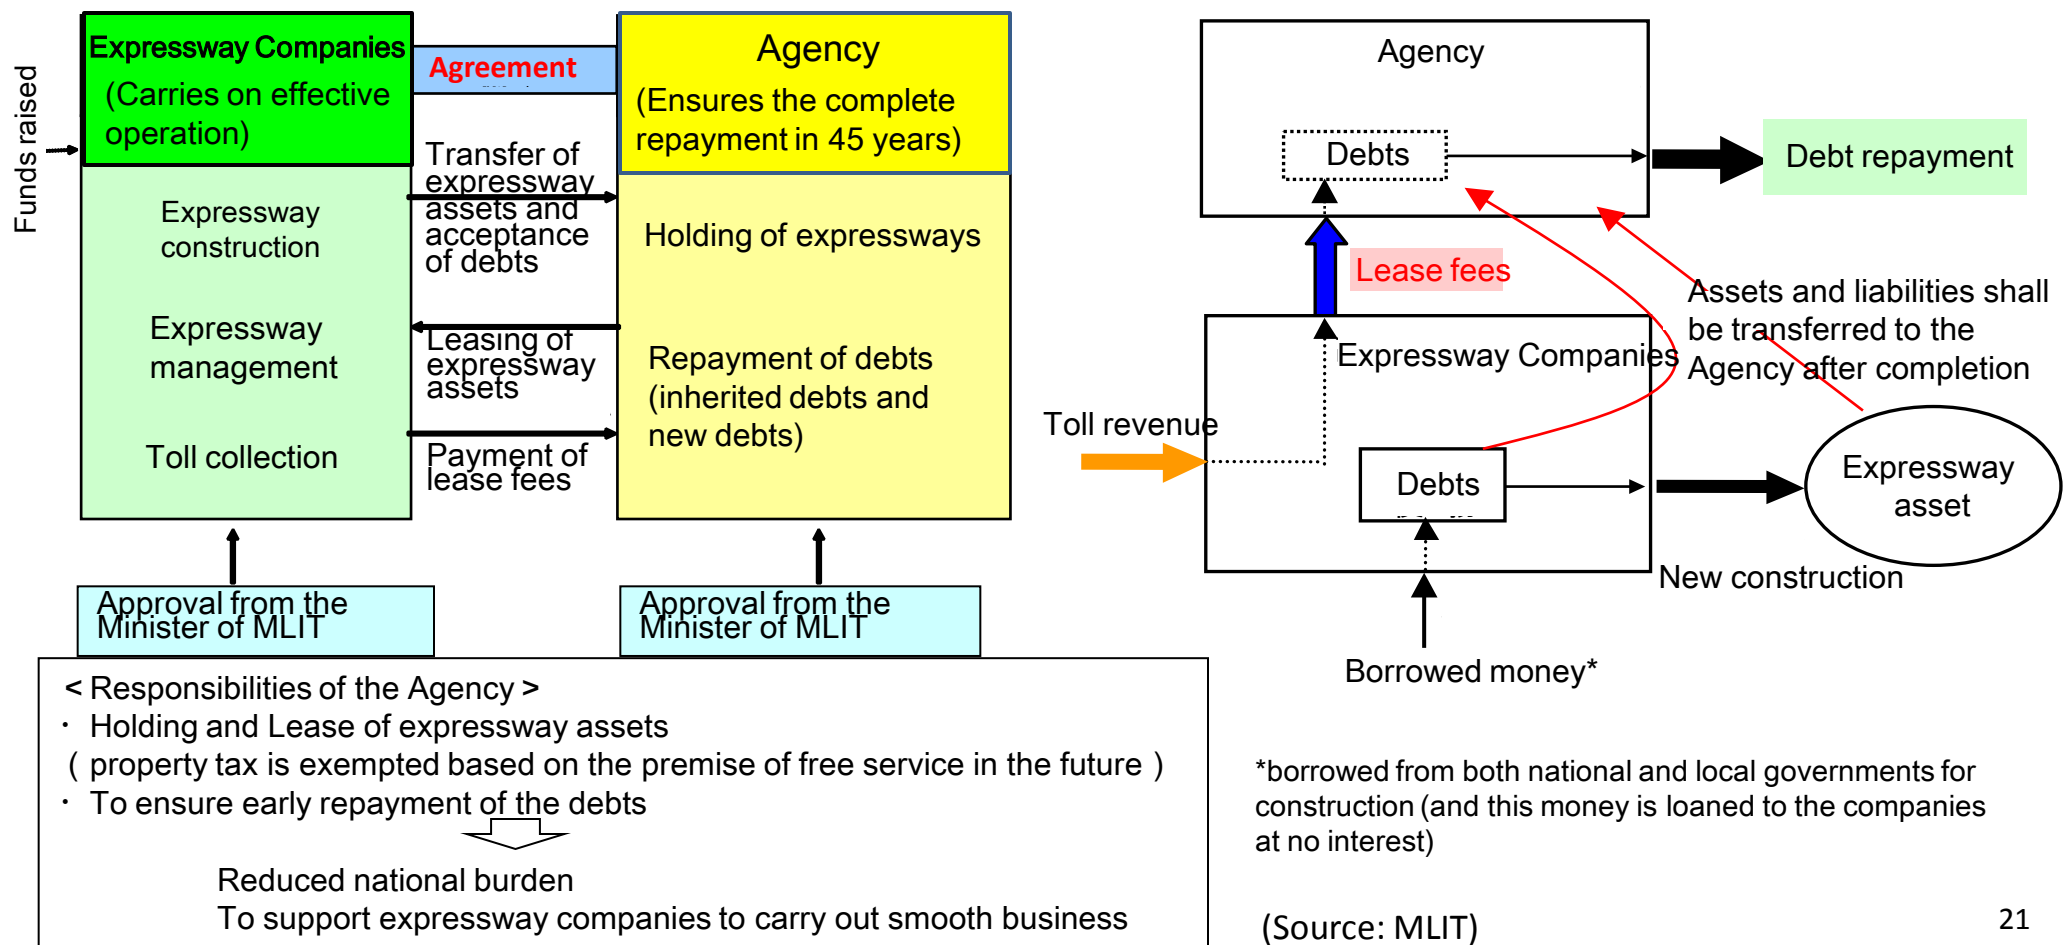 Expressway Companies
(Carries on effective
operation)
Funds raised
Agreement
Agency
(Ensures the complete
repayment in 45 years)
Expressway
construction
Expressway
management
Toll collection
Transfer of
expressway
assets and
acceptance
of debts
Leasing of
expressway
assets
Payment of
lease fees
Holding of expressways
Repayment of debts
(inherited debts and
new debts)
Approval from the
Minister of MLIT
Approval from the
Minister of MLIT
< Responsibilities of the Agency >
・ Holding and Lease of expressway assets
( property tax is exempted based on the premise of free service in the future )
・ To ensure early repayment of the debts
Reduced national burden
To support expressway companies to carry out smooth business
Agency
Debts
Debt repayment
Lease fees
Assets and liabilities shall
be transferred to the
Agency after completion
Expressway Companies
Toll revenue
Debts
Expressway
asset
New construction
Borrowed money*
*borrowed from both national and local governments for
construction (and this money is loaned to the companies
at no interest)
(Source: MLIT)
21